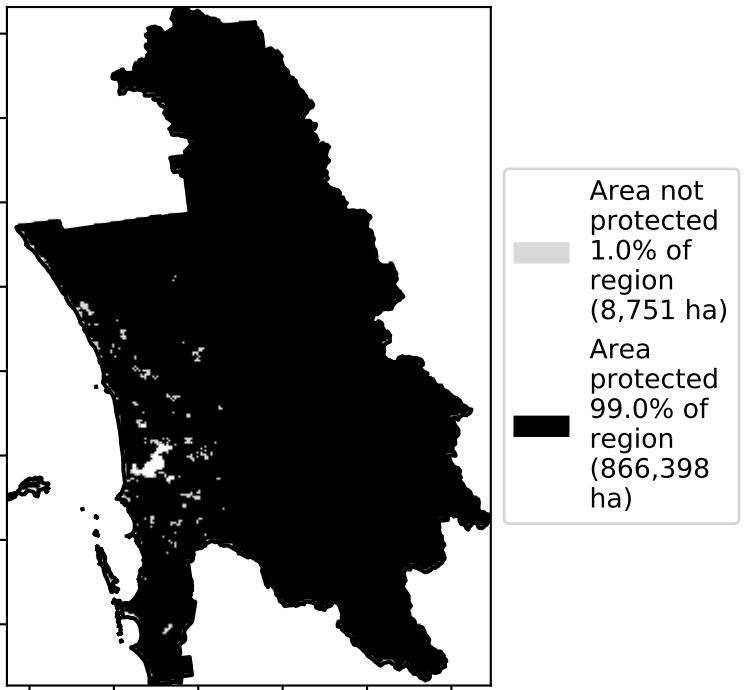 Area not
protected
1.0% of
region
(8,751 ha)
Area
protected
99.0% of
region
(866,398
ha)